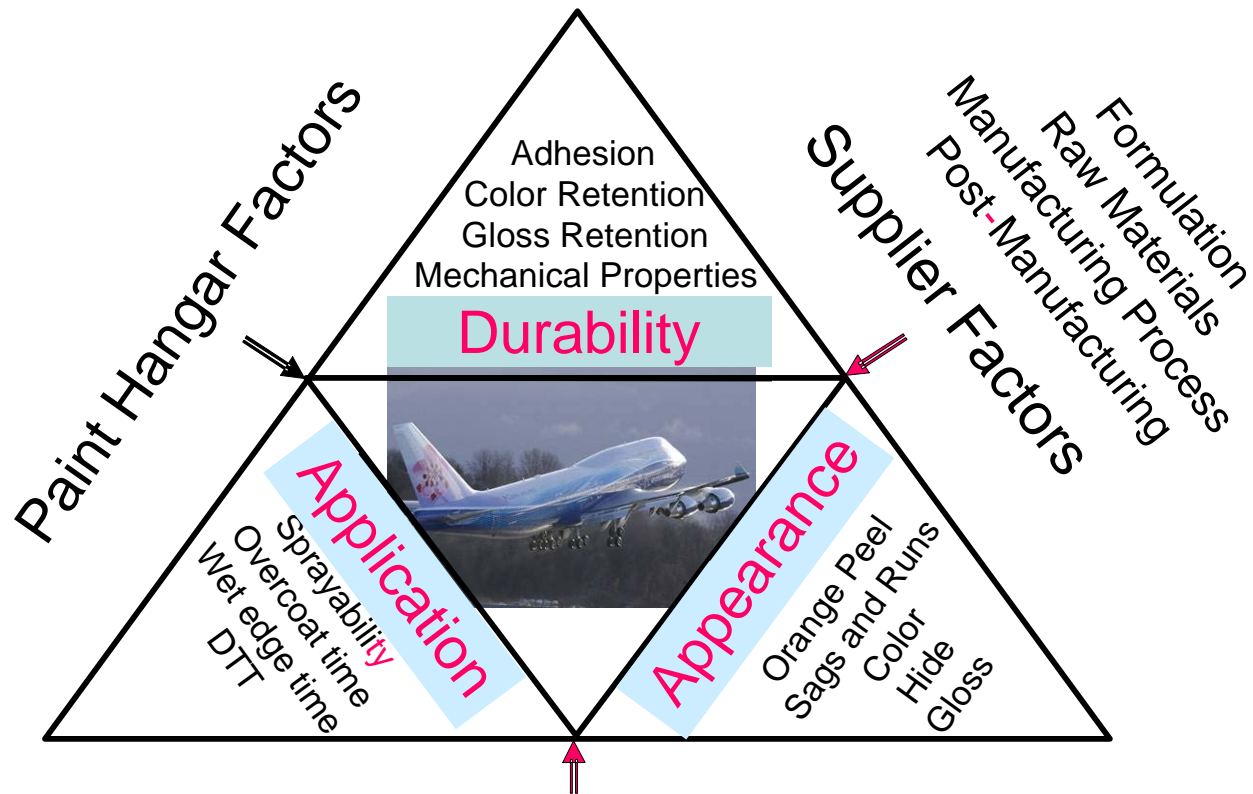 Paint Hangar Factors
Adhesion
Color Retention
Gloss Retention
Mechanical Properties
Durability
Supplier Factors
Formulation
Raw Materials
Manufacturing Process
Post-Manufacturing
Application
Sprayability
Overcoat time
Wet edge time
DTT
Appearance
Orange Peel
Sags and Runs
Color
Hide
Gloss